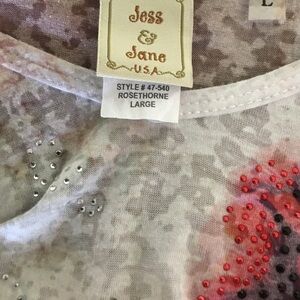 L
Jess
&
Jane
U.S.A.
STYLE # 47-540
ROSETHORNE
LARGE